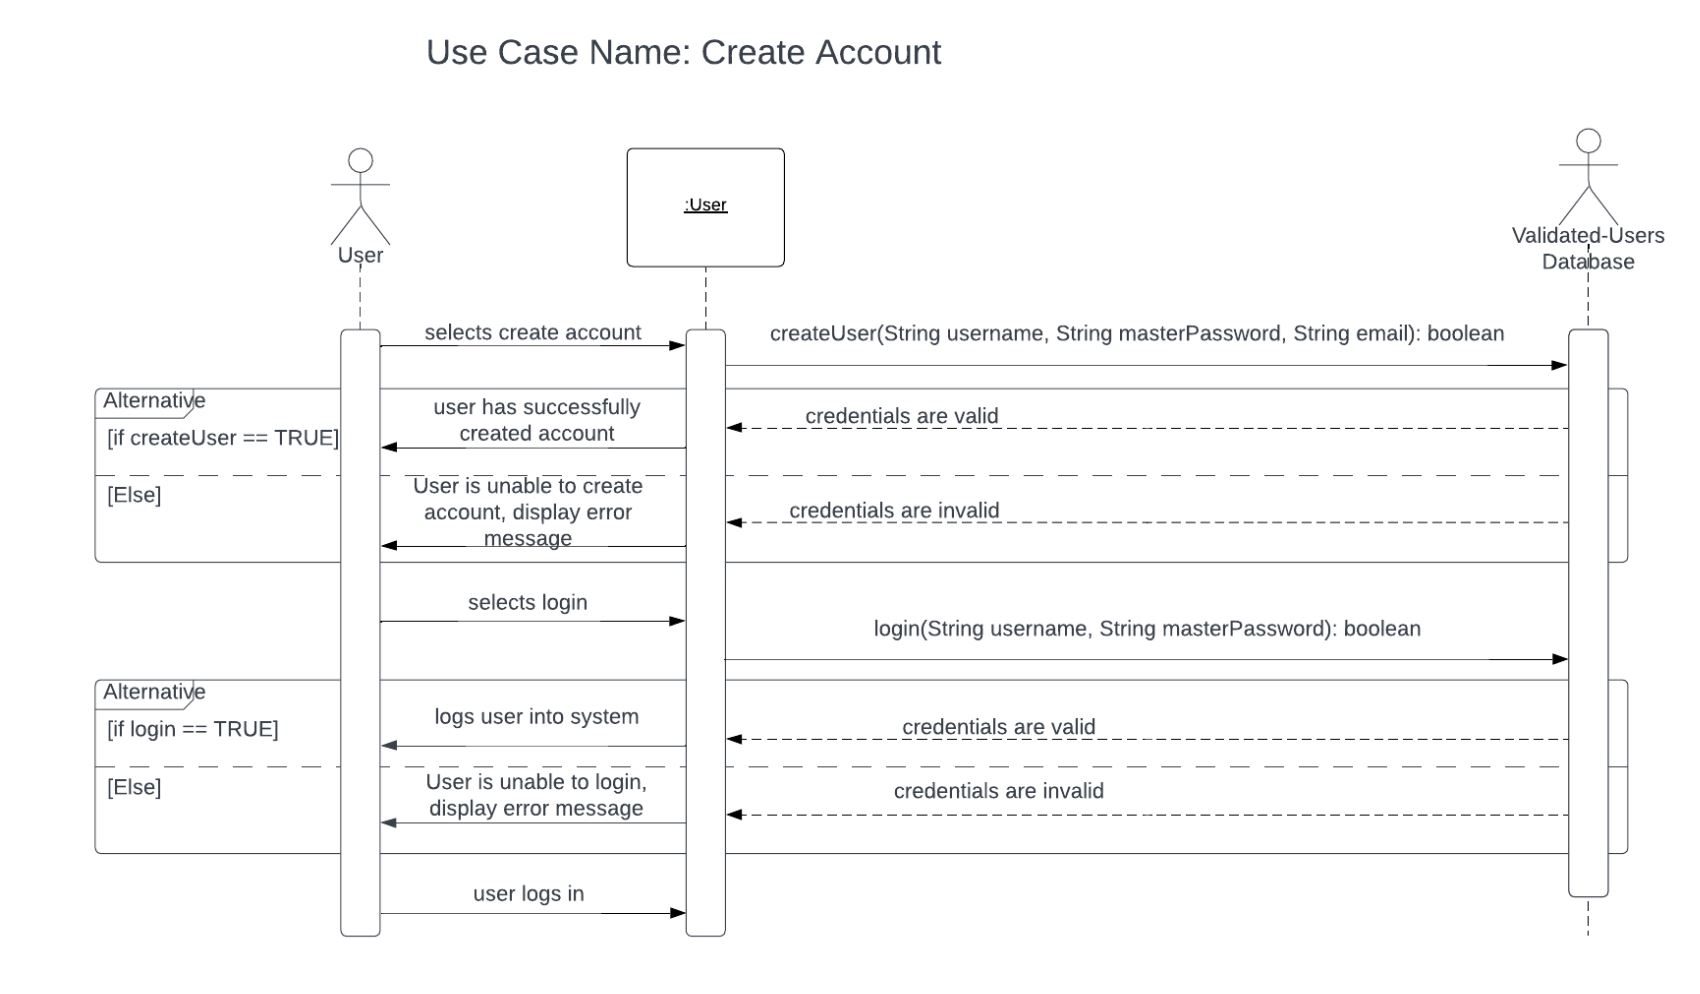 Use Case Name: Create Account
User
:User
Validated-Users
Database
selects create account
createUser(String username, String masterPassword, String email): boolean
Alternative
[if createUser == TRUE]
user has successfully
created account
credentials are valid
[Else]
User is unable to create
account, display error
message
credentials are invalid
selects login
login(String username, String masterPassword): boolean
Alternative
[if login == TRUE]
logs user into system
credentials are valid
[Else]
User is unable to login,
display error message
credentials are invalid
user logs in